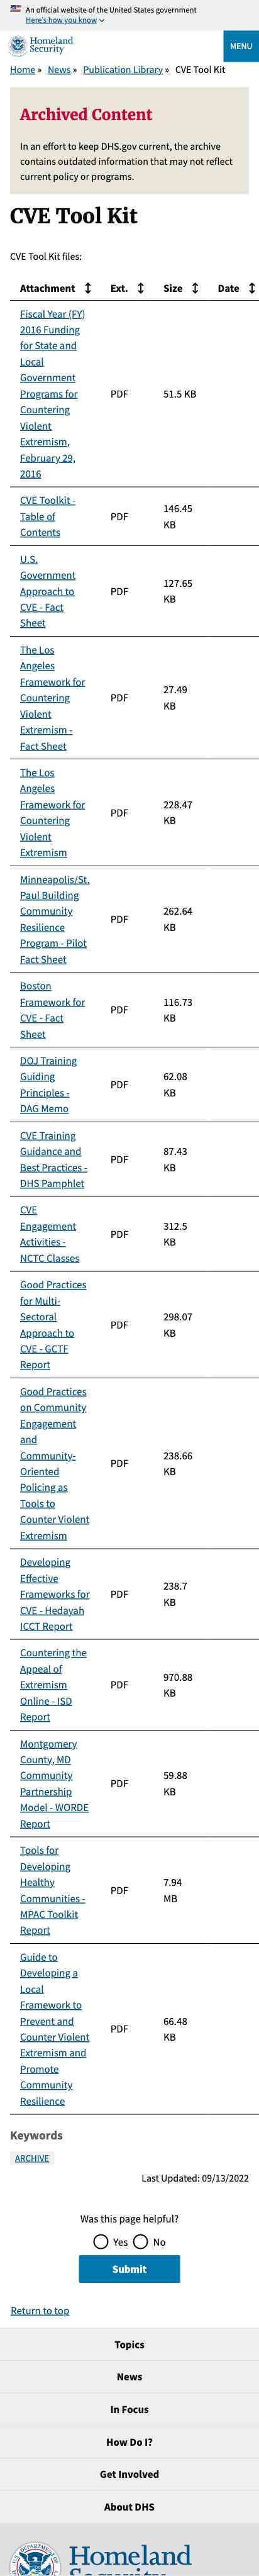 An official website of the United States government
Here's how you know
Homeland
Security
MENU
Home » News » Publication Library » CVE Tool Kit
Archived Content
In an effort to keep DHS.gov current, the archive
contains outdated information that may not reflect
current policy or programs.
CVE Tool Kit
CVE Tool Kit files:
Attachment Ext. Size Date
Fiscal Year (FY)
2016 Funding
for State and
Local
Government
Programs for
Countering
Violent
Extremism,
February 29,
2016
PDF
51.5 KB
CVE Toolkit -
Table of
Contents
PDF
146.45
KB
U.S.
Government
Approach to
CVE - Fact
Sheet
PDF
127.65
KB
The Los
Angeles
Framework for
Countering
Violent
Extremism -
Fact Sheet
PDF
27.49
KB
The Los
Angeles
Framework for
Countering
Violent
Extremism
PDF
228.47
KB
Minneapolis/St.
Paul Building
Community
Resilience
Program - Pilot
Fact Sheet
PDF
262.64
KB
Boston
Framework for
CVE - Fact
Sheet
PDF
116.73
KB
DOJ Training
Guiding
Principles -
DAG Memo
PDF
62.08
KB
CVE Training
Guidance and
Best Practices -
DHS Pamphlet
PDF
87.43
KB
CVE
Engagement
Activities -
NCTC Classes
PDF
312.5
KB
Good Practices
for Multi-
Sectoral
Approach to
CVE - GCTF
Report
PDF
298.07
KB
Good Practices
on Community
Engagement
and
Community-
Oriented
Policing as
Tools to
Counter Violent
Extremism
PDF
238.66
KB
Developing
Effective
Frameworks for
CVE - Hedayah
ICCT Report
PDF
238.7
KB
Countering the
Appeal of
Extremism
Online - ISD
Report
PDF
970.88
KB
Montgomery
County, MD
Community
Partnership
Model - WORDE
Report
PDF
59.88
KB
Tools for
Developing
Healthy
Communities -
MPAC Toolkit
Report
PDF
7.94
MB
Guide to
Developing a
Local
Framework to
Prevent and
Counter Violent
Extremism and
Promote
Community
Resilience
PDF
66.48
KB
Keywords
ARCHIVE
Last Updated: 09/13/2022
Was this page helpful?
Yes No
Submit
Return to top
Topics
News
In Focus
How Do I?
Get Involved
About DHS
Homeland